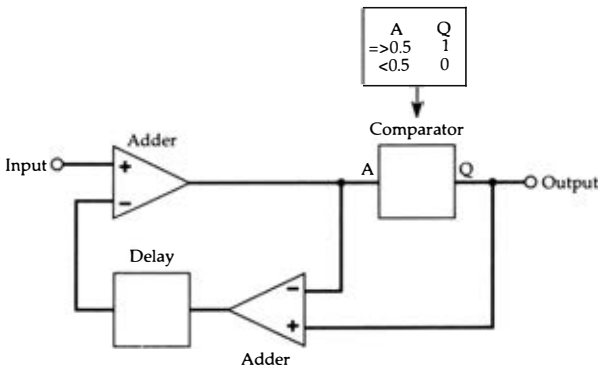 A Q
=>0.5 1
<0.5 0
Comparator
Adder
Input
+
−
A
Q
Output
Delay
−
+
Adder